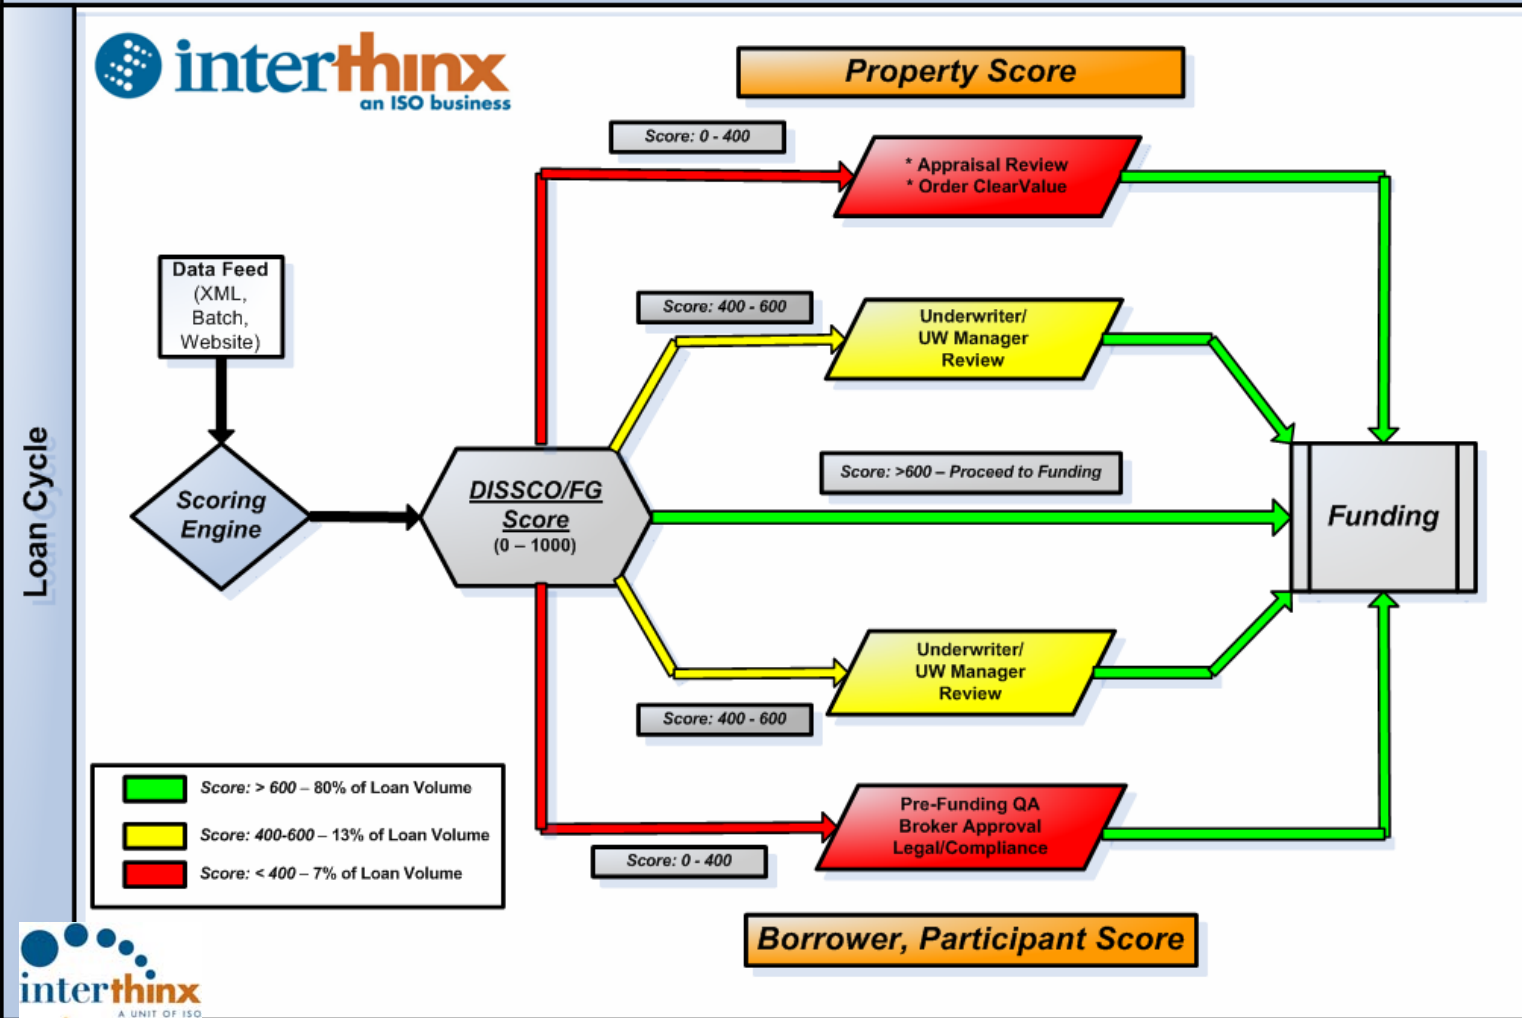 interthinx
an ISO business
Property Score
Score: 0 - 400
* Appraisal Review
* Order ClearValue
Data Feed
(XML,
Batch,
Website)
Score: 400 - 600
Underwriter/
UW Manager
Review
Loan Cycle
Scoring
Engine
DISSCO/FG
Score
(0 – 1000)
Score: >600 – Proceed to Funding
Funding
Underwriter/
UW Manager
Review
Score: 400 - 600
Score: > 600 – 80% of Loan Volume
Score: 400-600 – 13% of Loan Volume
Score: < 400 – 7% of Loan Volume
Pre-Funding QA
Broker Approval
Legal/Compliance
Score: 0 - 400
Borrower, Participant Score
interthinx
A UNIT OF ISO